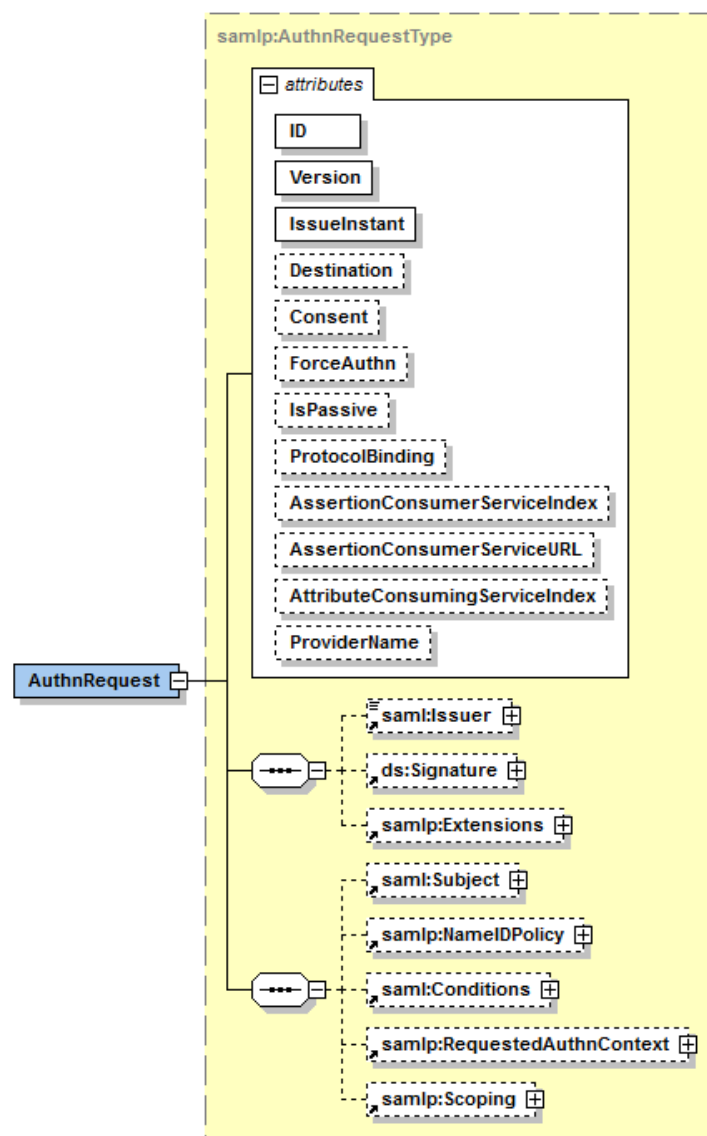 samlp:AuthnRequestType
attributes
ID
Version
IssueInstant
Destination
Consent
ForceAuthn
IsPassive
ProtocolBinding
AssertionConsumerServiceIndex
AssertionConsumerServiceURL
AttributeConsumingServiceIndex
ProviderName
AuthnRequest
saml:Issuer
ds:Signature
samlp:Extensions
saml:Subject
samlp:NameIDPolicy
saml:Conditions
samlp:RequestedAuthnContext
samlp:Scoping